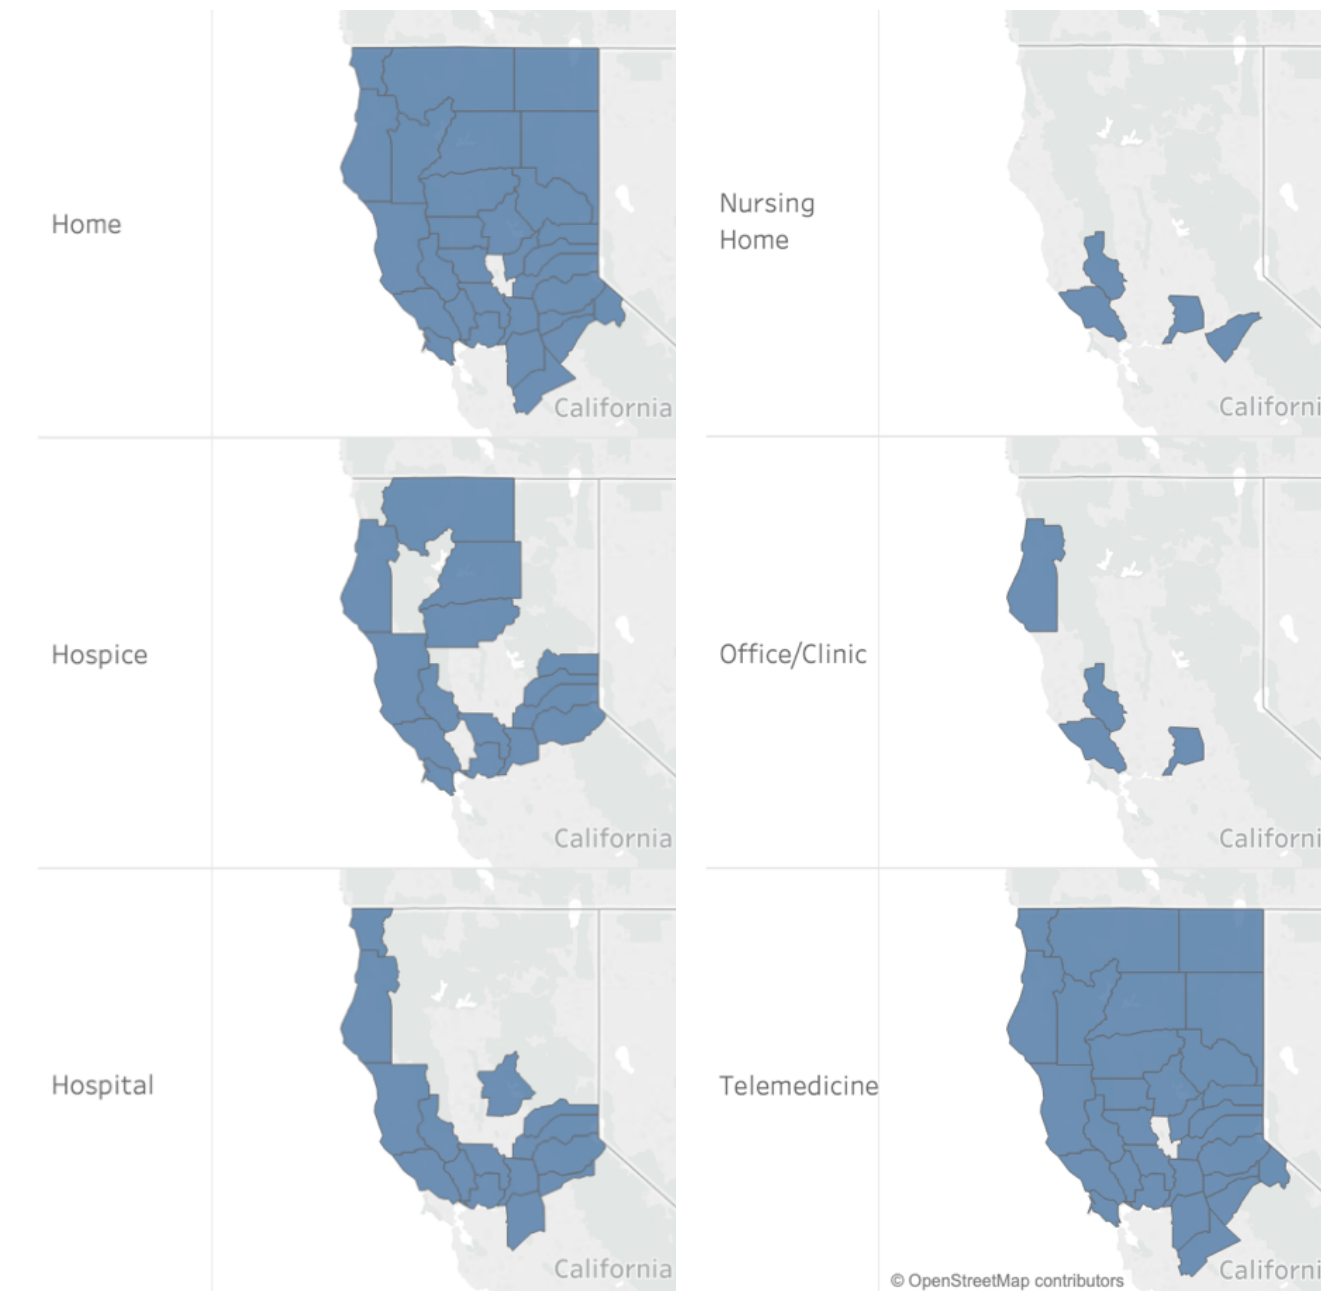 Home
California
Nursing
Home
Californi
Hospice
California
Office/Clinic
Californi
Hospital
California
Telemedicine
Californi
© OpenStreetMap contributors